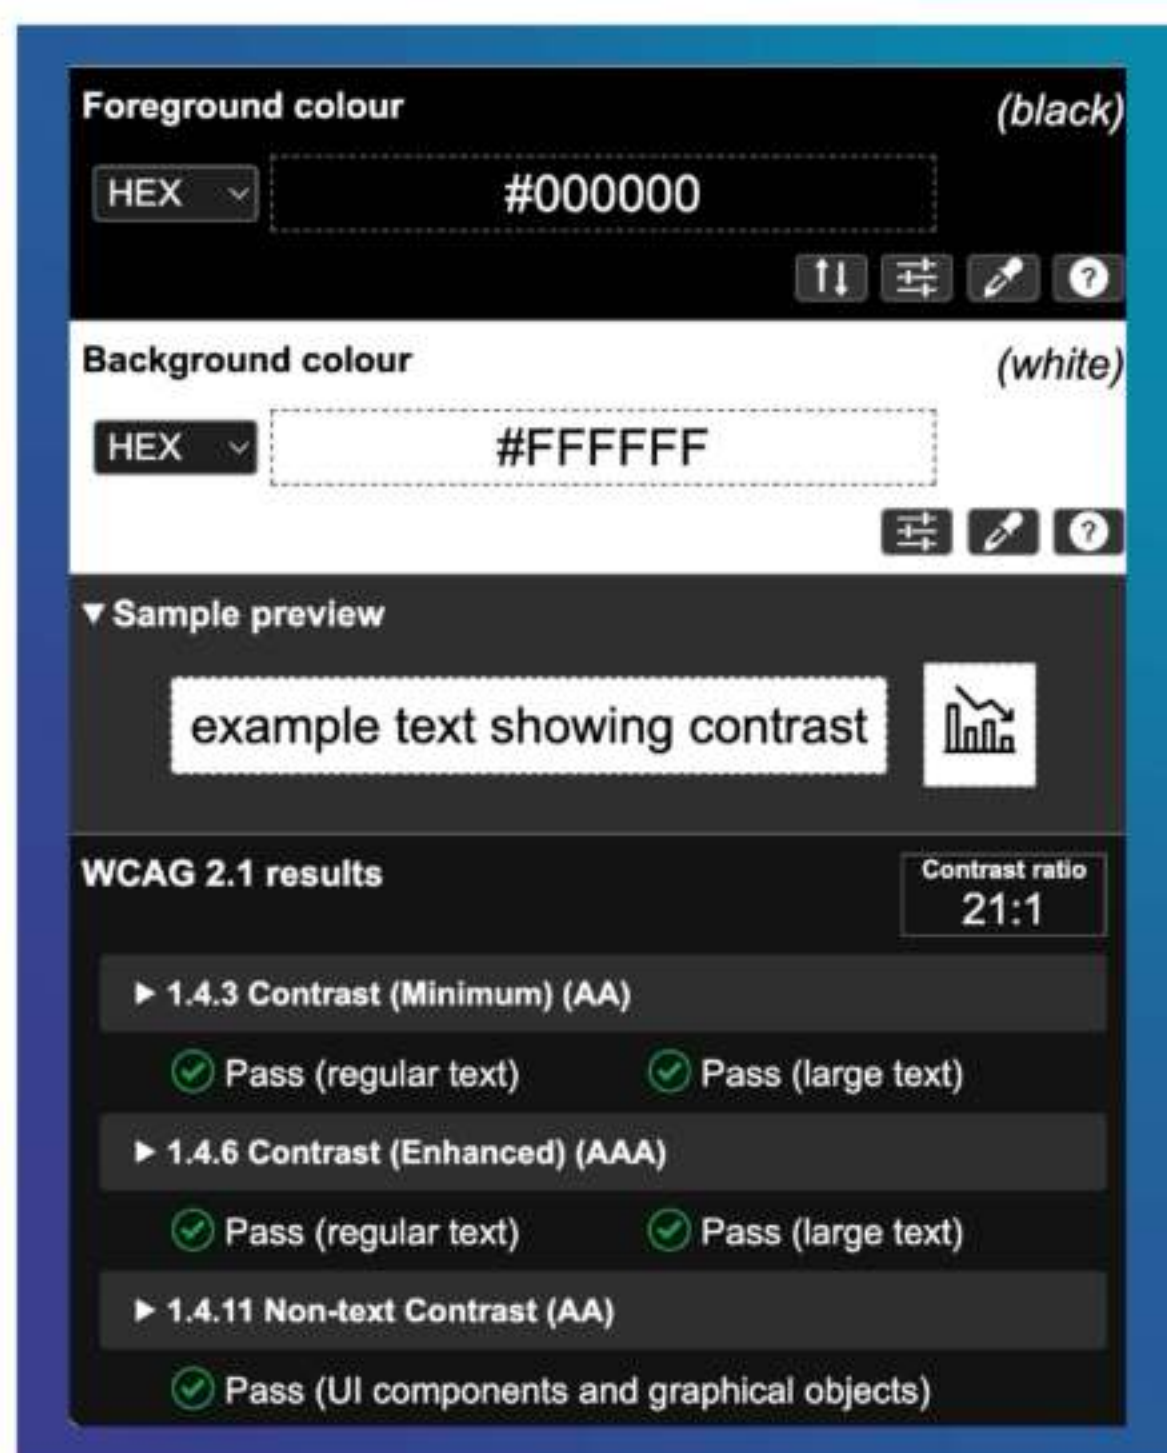 Foreground colour (black)
HEX #000000
Background colour (white)
HEX #FFFFFF
Sample preview
example text showing contrast
WCAG 2.1 results
Contrast ratio
21:1
1.4.3 Contrast (Minimum) (AA)
Pass (regular text) Pass (large text)
1.4.6 Contrast (Enhanced) (AAA)
Pass (regular text) Pass (large text)
1.4.11 Non-text Contrast (AA)
Pass (UI components and graphical objects)